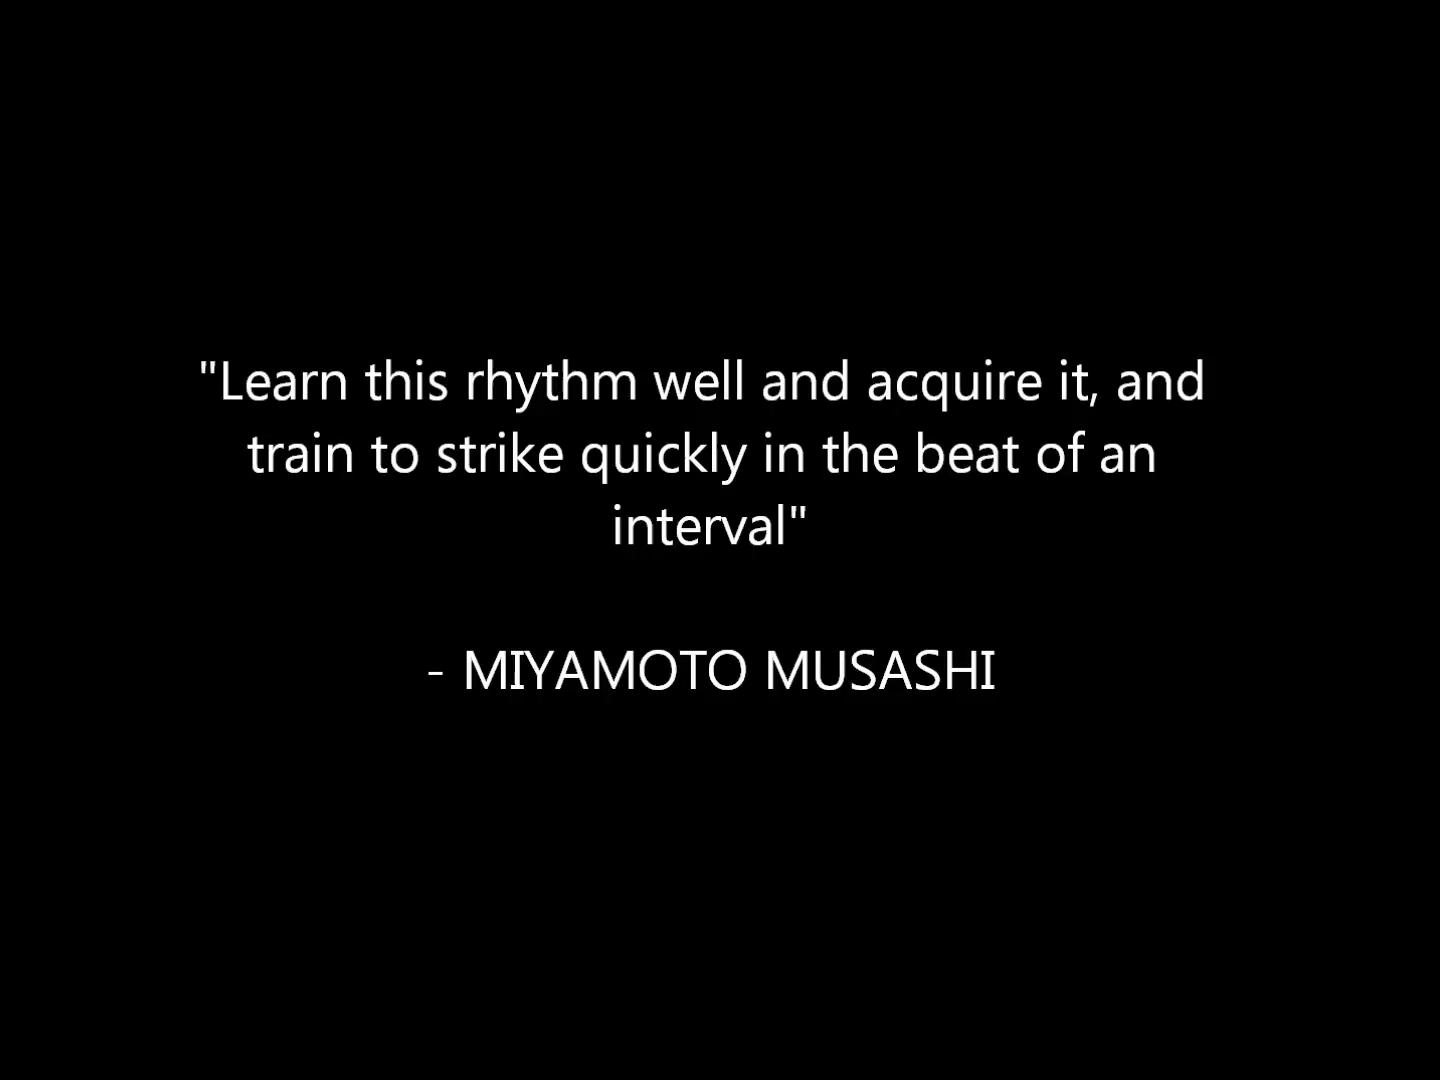 "Learn this rhythm well and acquire it, and
train to strike quickly in the beat of an
interval"
- MIYAMOTO MUSASHI